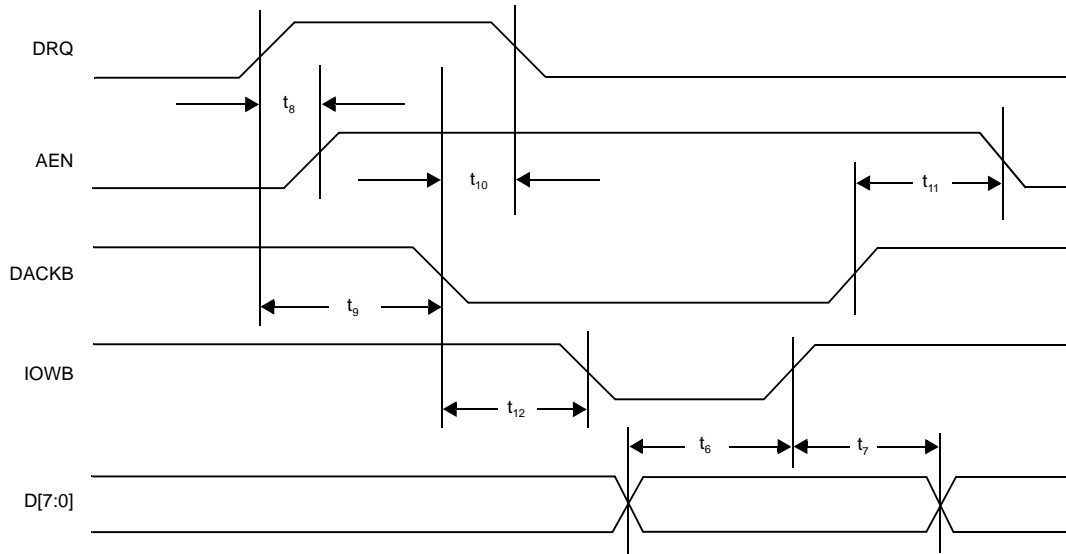 DRQ
t8
AEN
t10
t11
DACKB
t9
IOWB
t12
t6
t7
D[7:0]